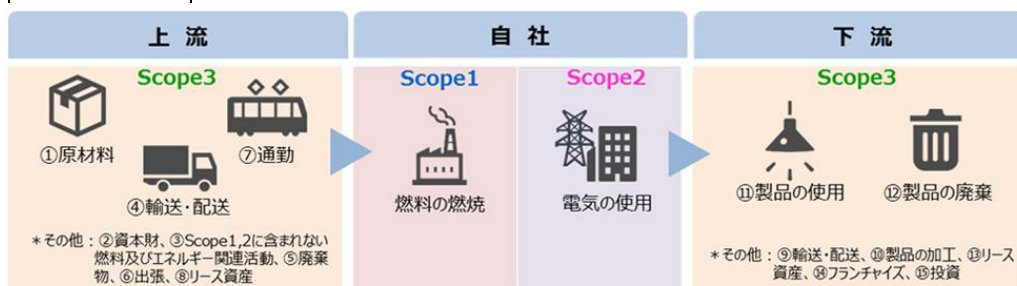 上流
自社
下流
Scope3
①原材料
⑦通勤
④輸送・配送
＊その他：②資本財、③Scope1,2に含まれない
燃料及びエネルギー関連活動、⑤廃棄
物、⑥出張、⑧リース資産
Scope1
燃料の燃焼
Scope2
電気の使用
Scope3
⑪製品の使用
⑫製品の廃棄
＊その他：⑨輸送・配送、⑩製品の加工、⑬リース
資産、⑭フランチャイズ、⑮投資